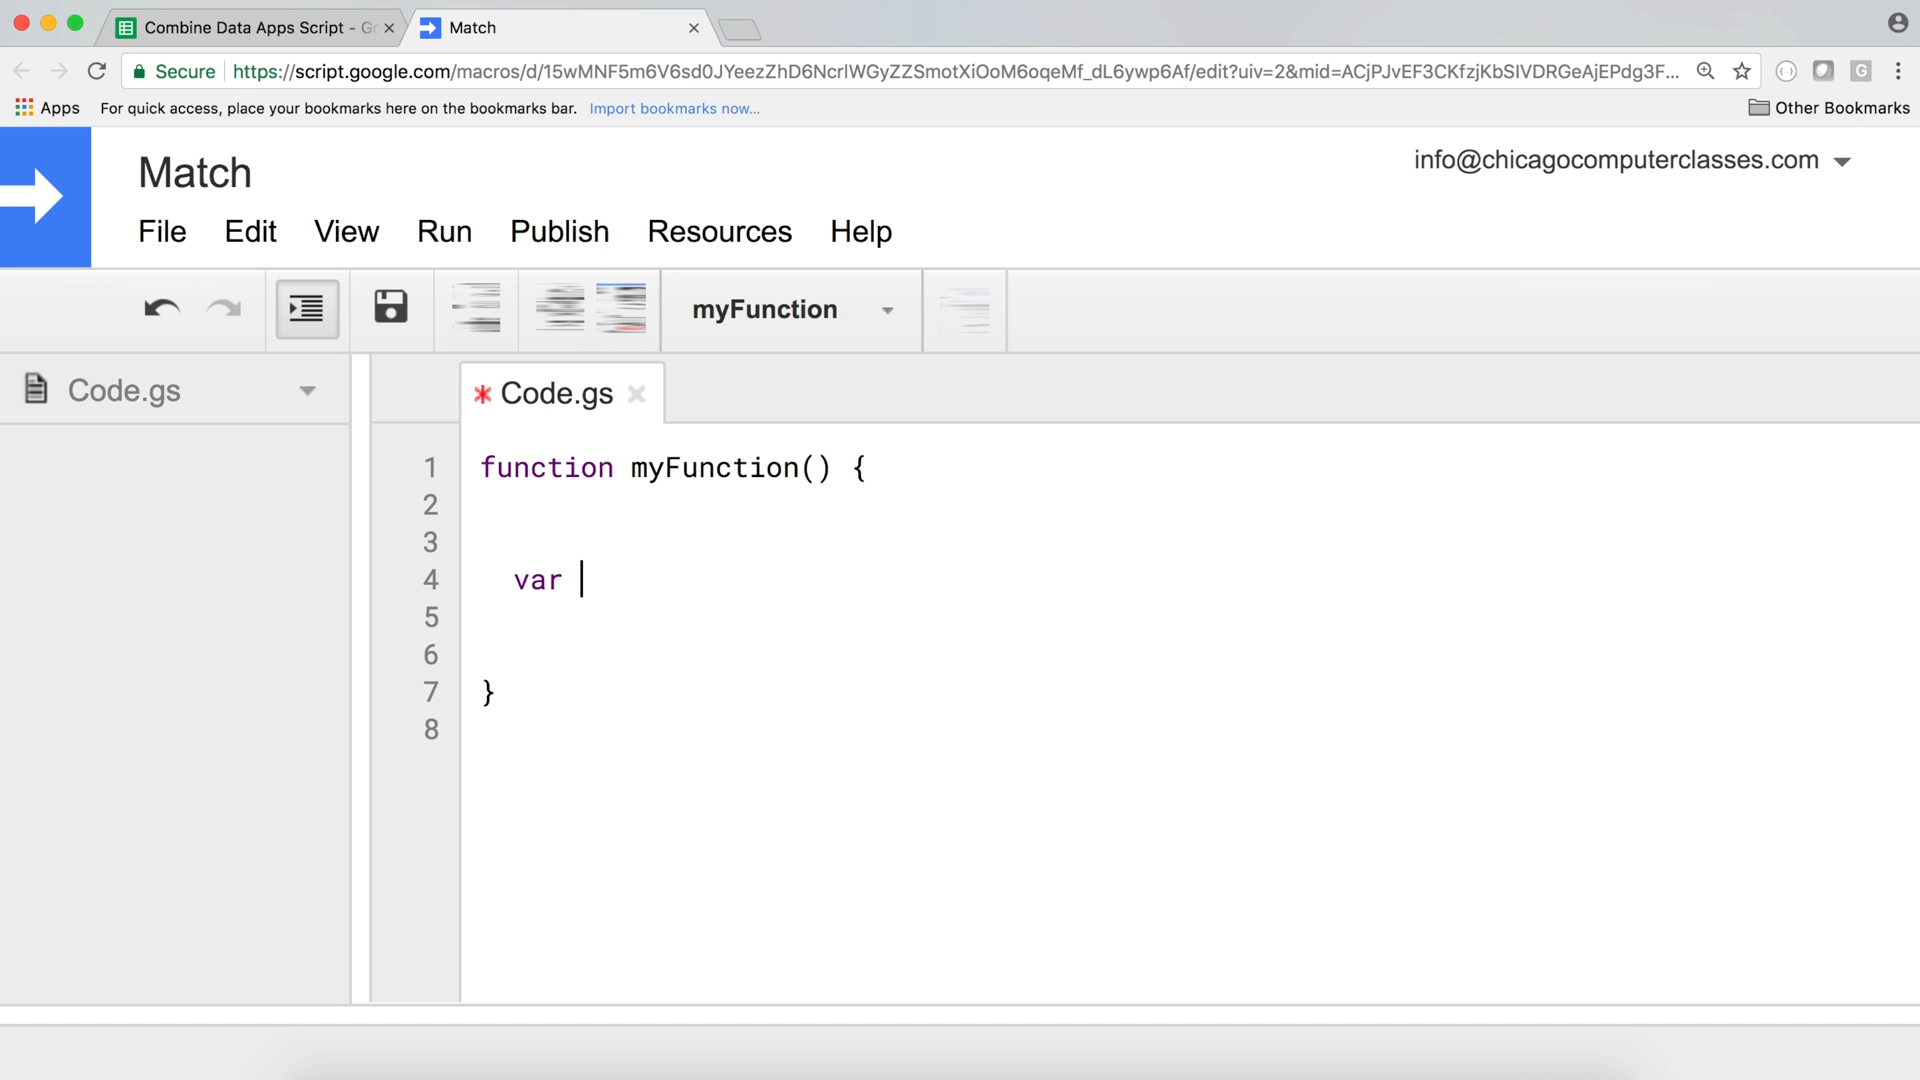 Combine Data Apps Script - G
Match
Secure https://script.google.com/macros/d/15wMNF5m6V6sd0JYeezZhD6NcrlWGyZZSmotXiOoM6oqeMf_dL6ywp6Af/edit?uiv=2&mid=ACjPJvEF3CKfzjKbSIVDRGeAjEPdg3F...
Apps For quick access, place your bookmarks here on the bookmarks bar. Import bookmarks now... Other Bookmarks
Match
info@chicagocomputerclasses.com
File Edit View Run Publish Resources Help
myFunction
Code.gs
* Code.gs
1 function myFunction() {
2
3
4 var
5
6
7 }
8